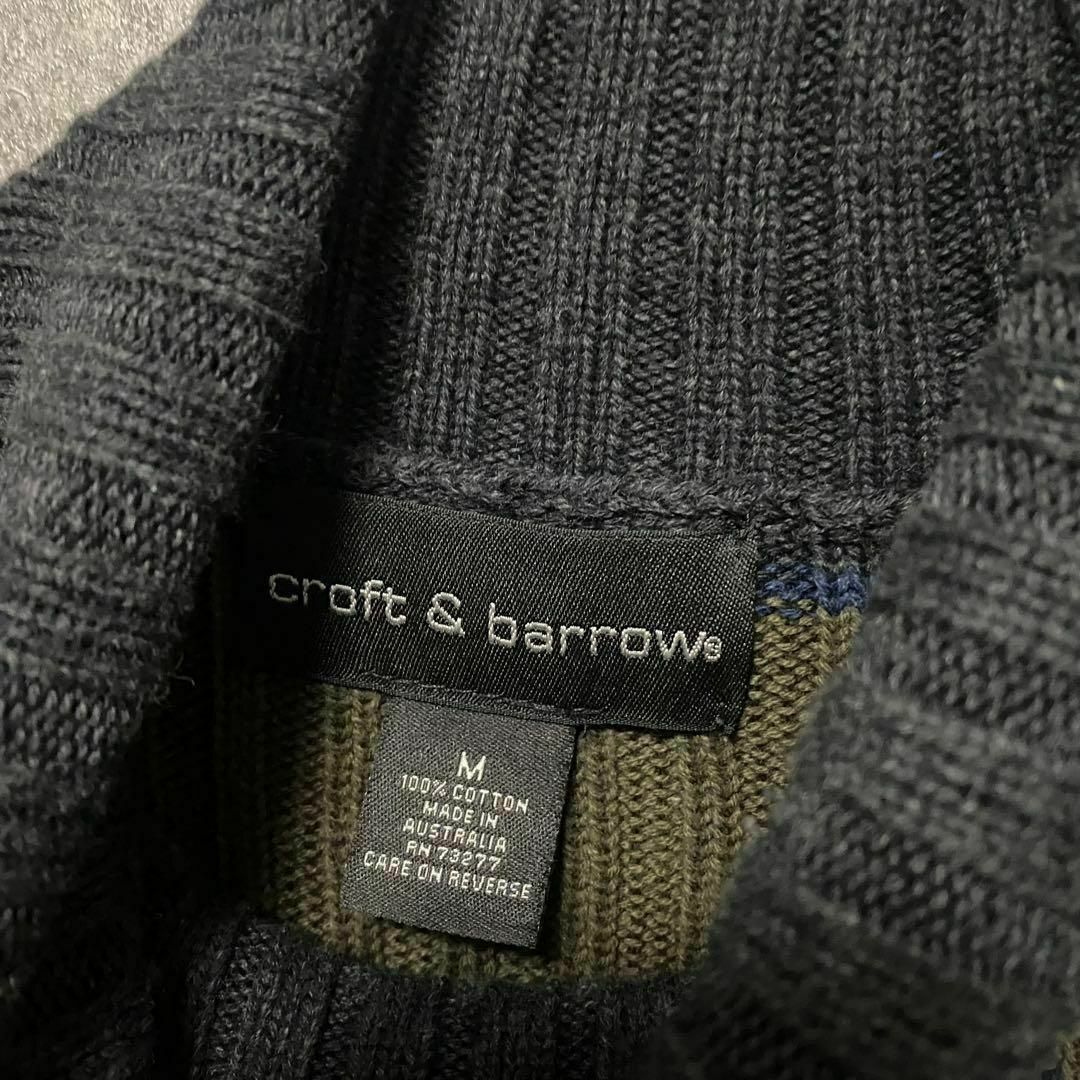 croft & barrow®
M
100% COTTON
MADE IN
AUSTRALIA
RN 73277
CARE ON REVERSE